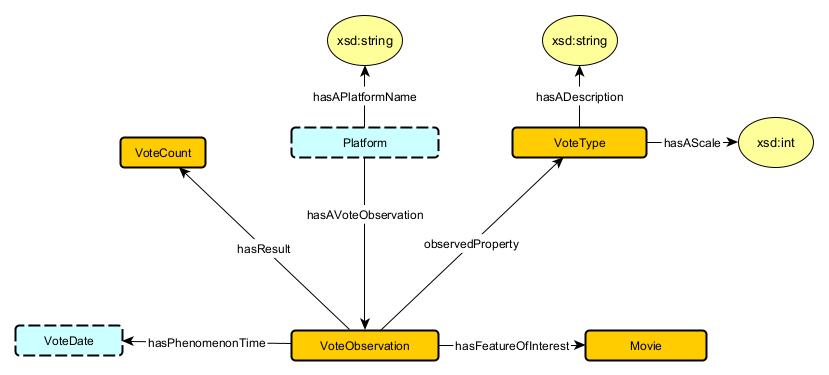 xsd:string
xsd:string
hasAPlatformName
hasADescription
Platform
VoteType
hasAScale
xsd:int
VoteCount
hasAVoteObservation
hasResult
observedProperty
VoteDate
hasPhenomenonTime
VoteObservation
hasFeatureOfInterest
Movie